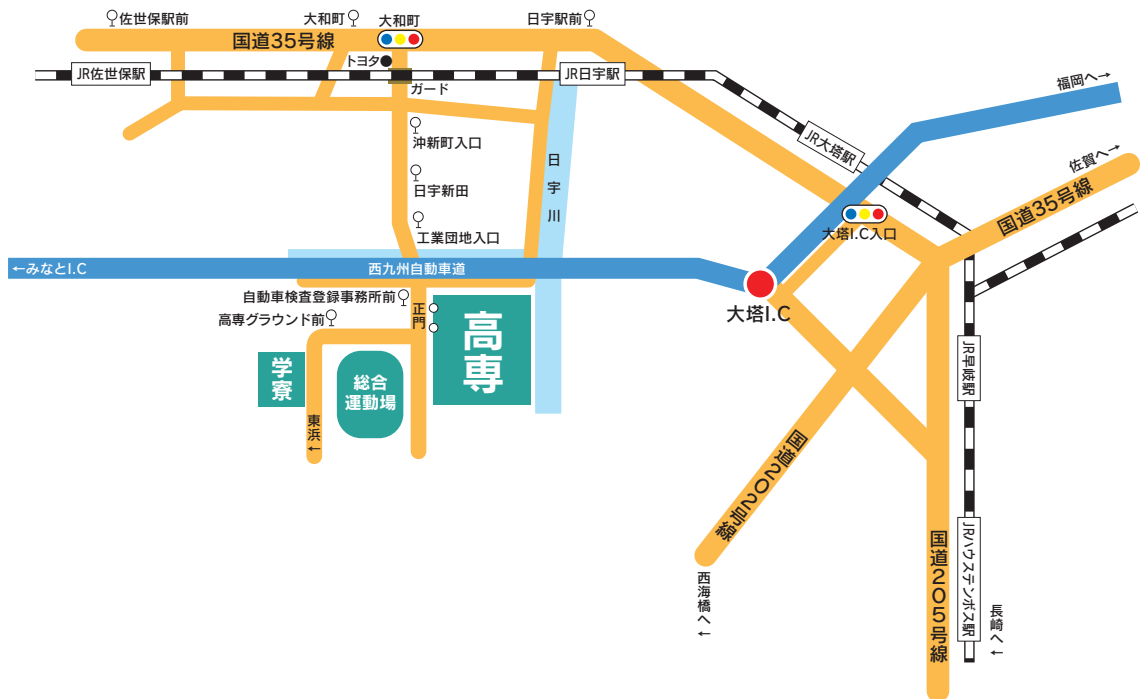 佐世保駅前
大和町
大和町
日宇駅前
国道35号線
トヨタ
JR佐世保駅
JR日宇駅
ガード
福岡へ→
JR大塔駅
佐賀へ→
沖新町入口
日宇新田
日宇川
工業団地入口
国道35号線
大塔I.C入口
←みなとI.C
西九州自動車道
自動車検査登録事務所前
高専グラウンド前
正門
高専
大塔I.C
学寮
総合
運動場
東浜←
JR早岐駅
国道202号線
西海橋へ←
国道205号線
JRハウステンボス駅
長崎へ←